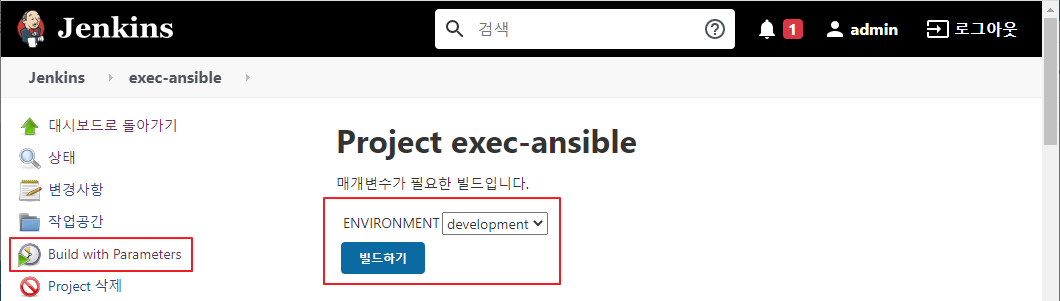 Jenkins
검색
1
admin
로그아웃
Jenkins
exec-ansible
대시보드로 돌아가기
상태
변경사항
작업공간
Build with Parameters
Project 삭제
Project exec-ansible
매개변수가 필요한 빌드입니다.
ENVIRONMENT development
빌드하기